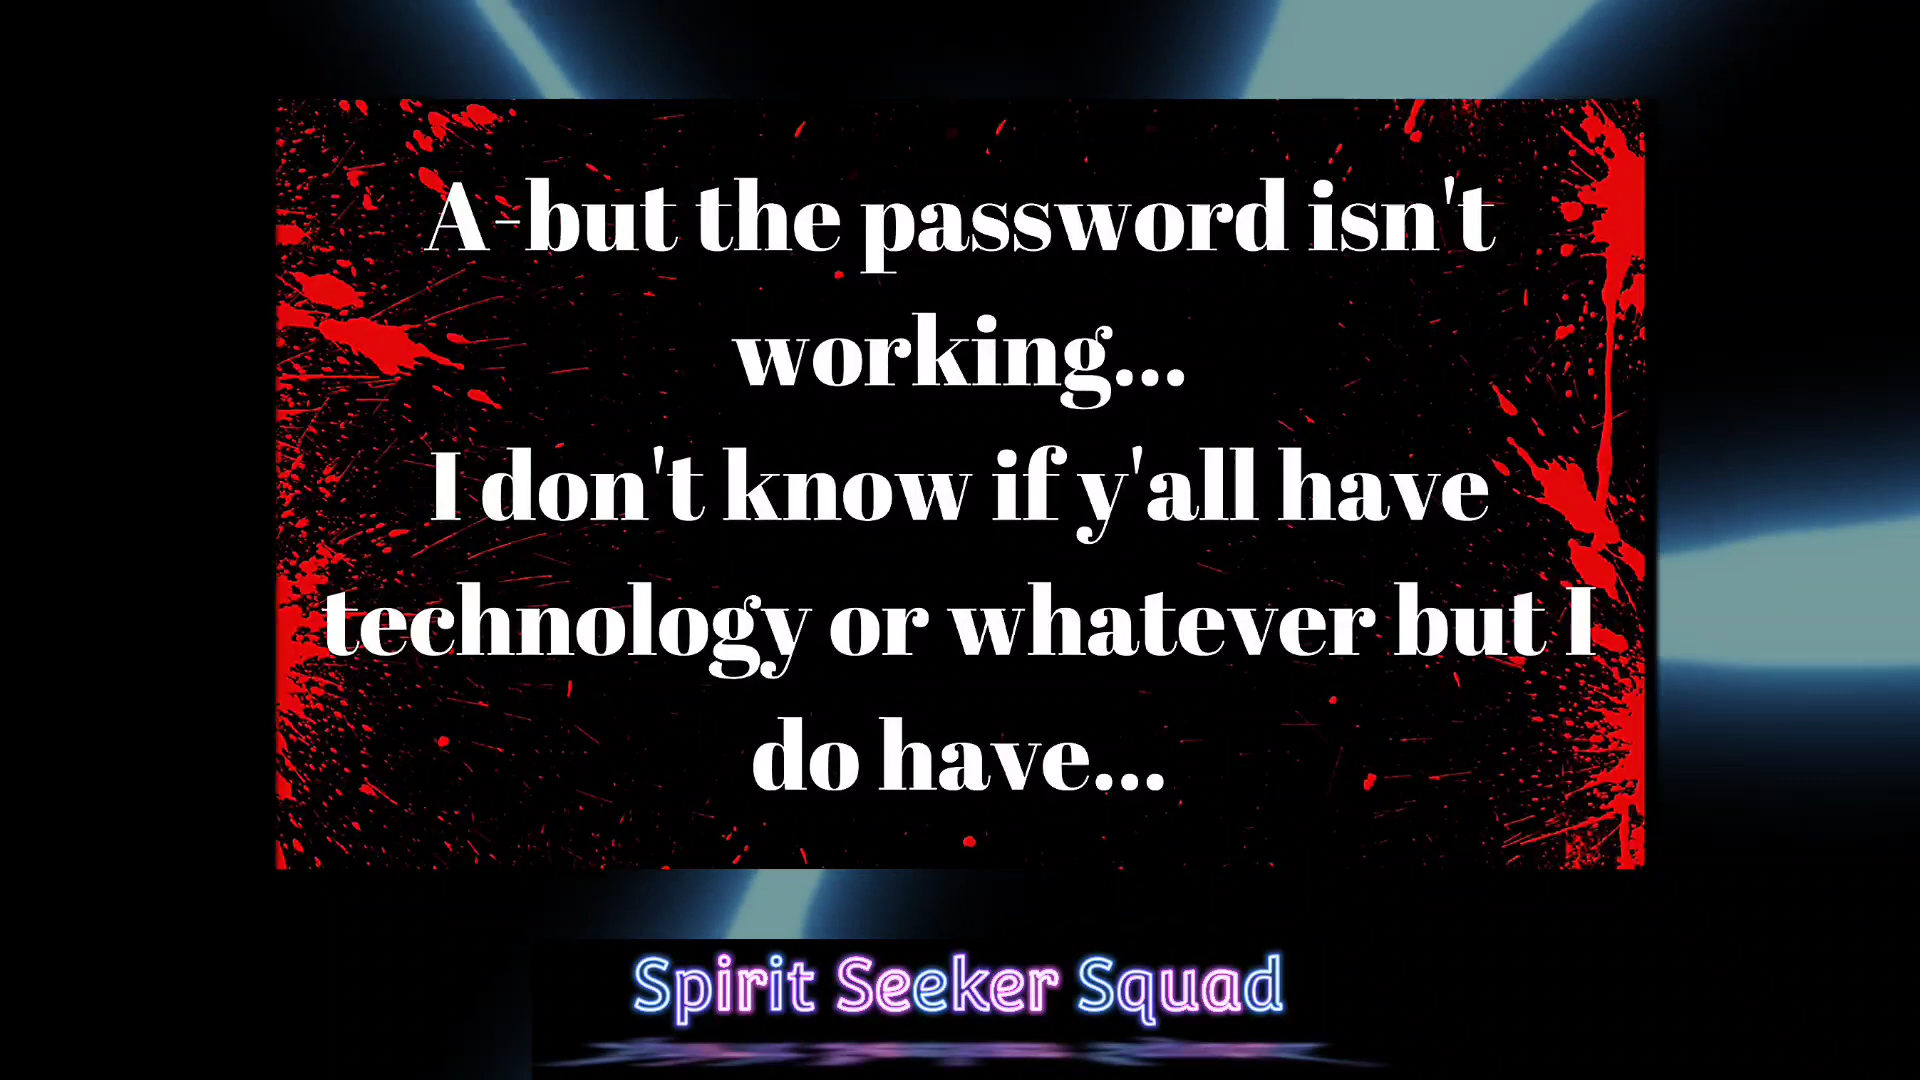 A-but the password isn't
working...
I don't know if y'all have
technology or whatever but I
do have...
Spirit Seeker Squad